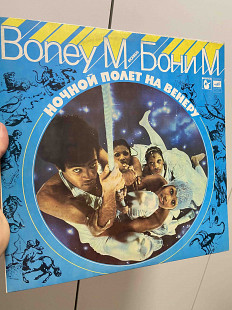 Boney M. Бони М
НОЧНОЙ ПОЛЕТ НА ВЕНЕРУ